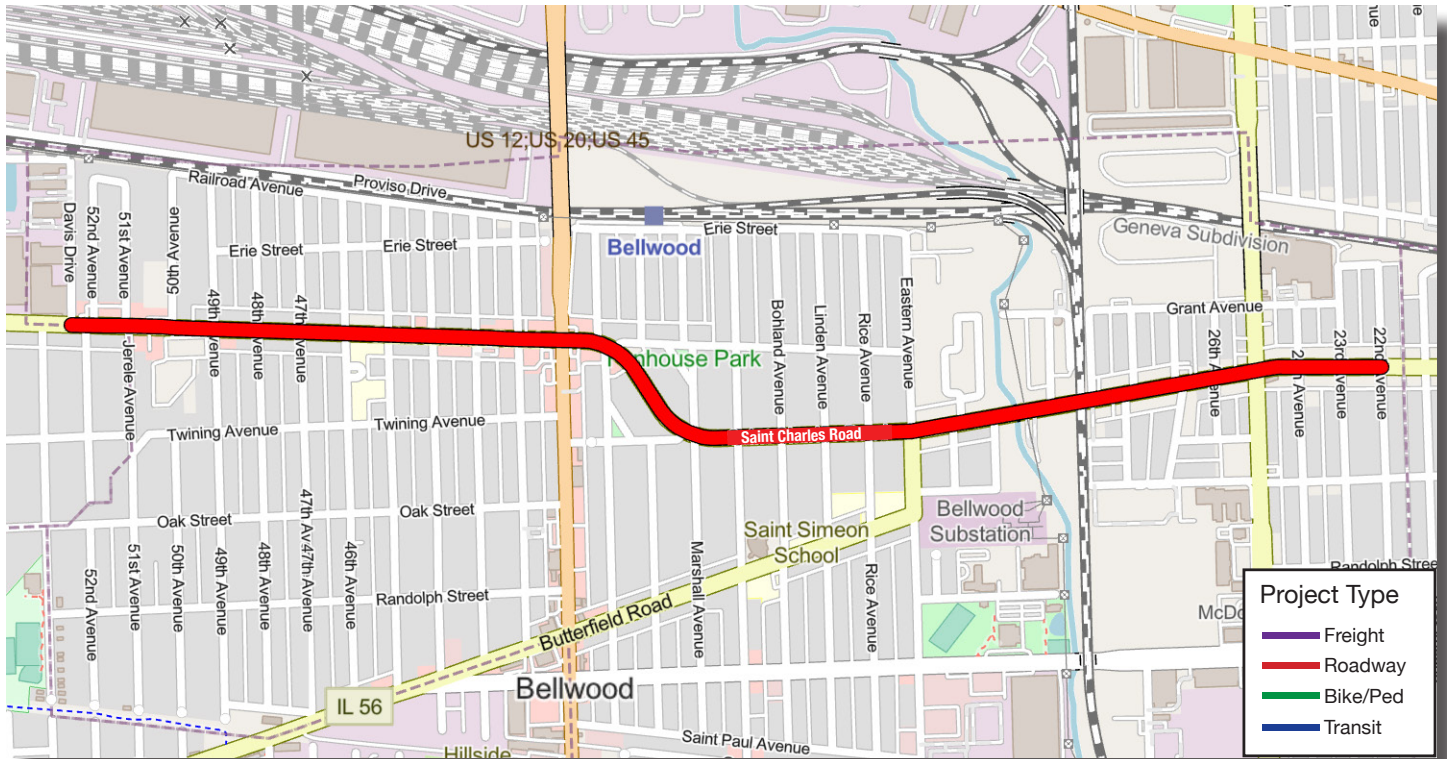 US 12;US 20;US 45
Railroad Avenue
Proviso Drive
Davis Drive
52nd Avenue
51st Avenue
50th Avenue
Erie Street
Erie Street
Erie Street
Bellwood
Geneva Subdivision
49th Avenue
48th Avenue
47th Avenue
Bohland Avenue
Linden Avenue
Rice Avenue
Eastern Avenue
Grant Avenue
Jerele Avenue
Park
26th Avenue
Avenue
23rd Avenue
22nd Avenue
Twining Avenue
Twining Avenue
Saint Charles Road
Oak Street
Oak Street
47th Av
47th Avenue
Saint Simeon
School
Bellwood
Substation
52nd Avenue
51st Avenue
50th Avenue
49th Avenue
48th Avenue
46th Avenue
Marshall Avenue
Rice Avenue
Randolph Street
Butterfield Road
Bellwood
IL 56
Saint Paul Avenue
Hillside
Project Type
Freight
Roadway
Bike/Ped
Transit